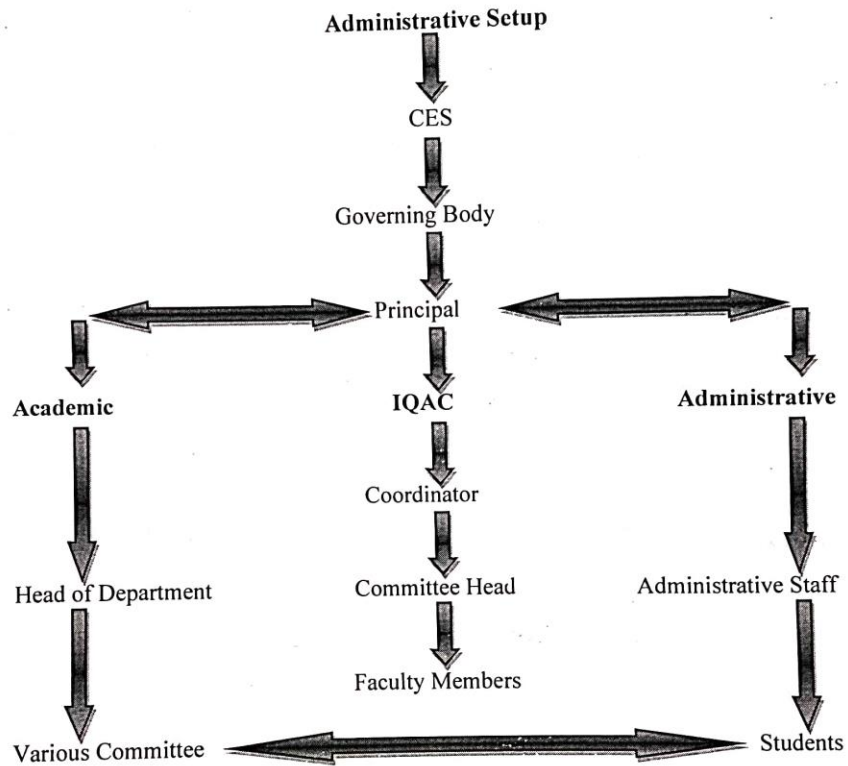 Administrative Setup
CES
Governing Body
Principal
Academic
IQAC
Administrative
Coordinator
Head of Department
Committee Head
Administrative Staff
Faculty Members
Various Committee
Students